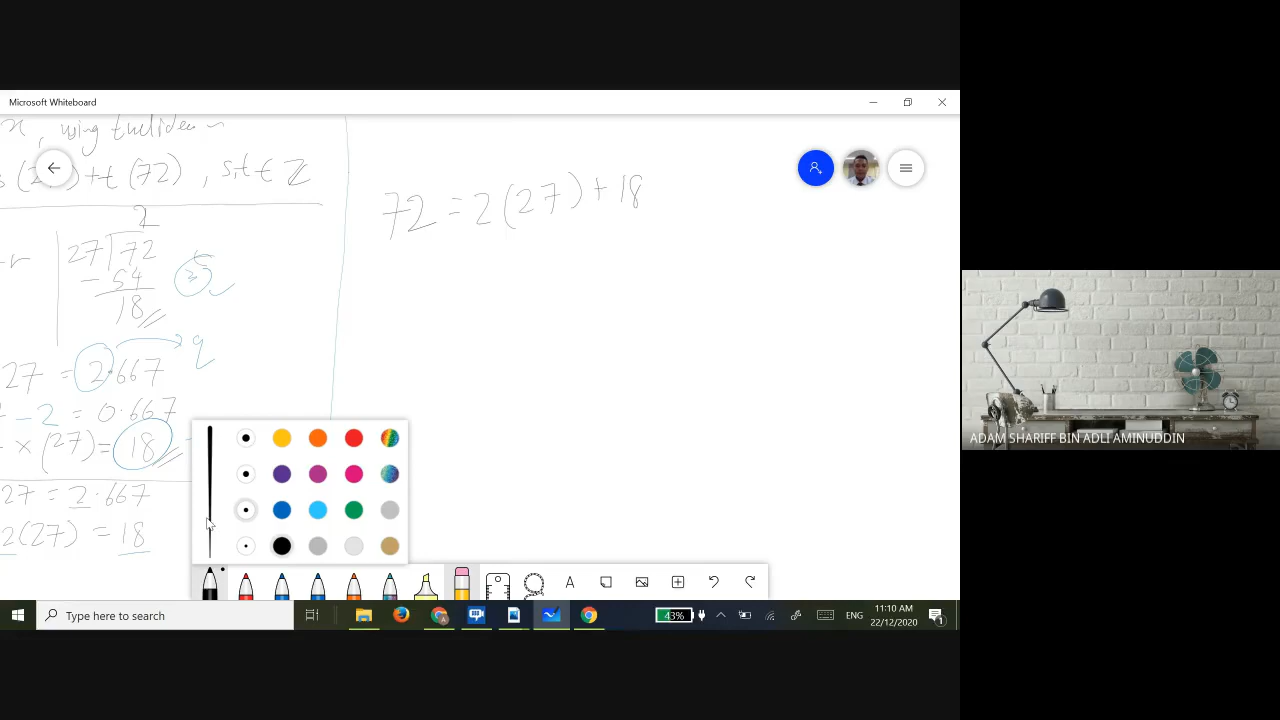 Microsoft Whiteboard
x, using Euclidean
s(27)+t(72), s,t ∈ ℤ
2
27 72
- 54
18
27 = 2.667
q
- 2 = 0.667
× (27) = 18
27 = 2.667
2(27) = 18
72 = 2(27) + 18
ADAM SHARIFF BIN ADLI AMINUDDIN
Type here to search
43%
ENG
11:10 AM
22/12/2020
1